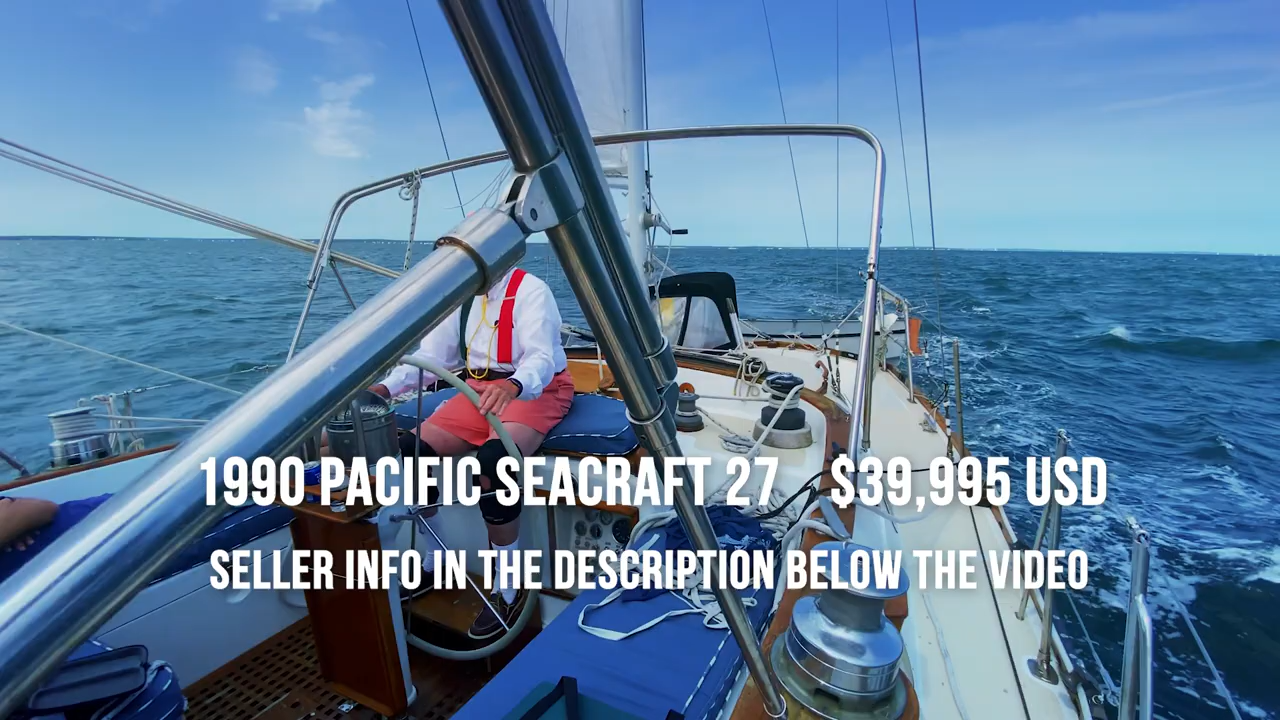 1990 PACIFIC SEACRAFT 27 $39,995 USD
SELLER INFO IN THE DESCRIPTION BELOW THE VIDEO